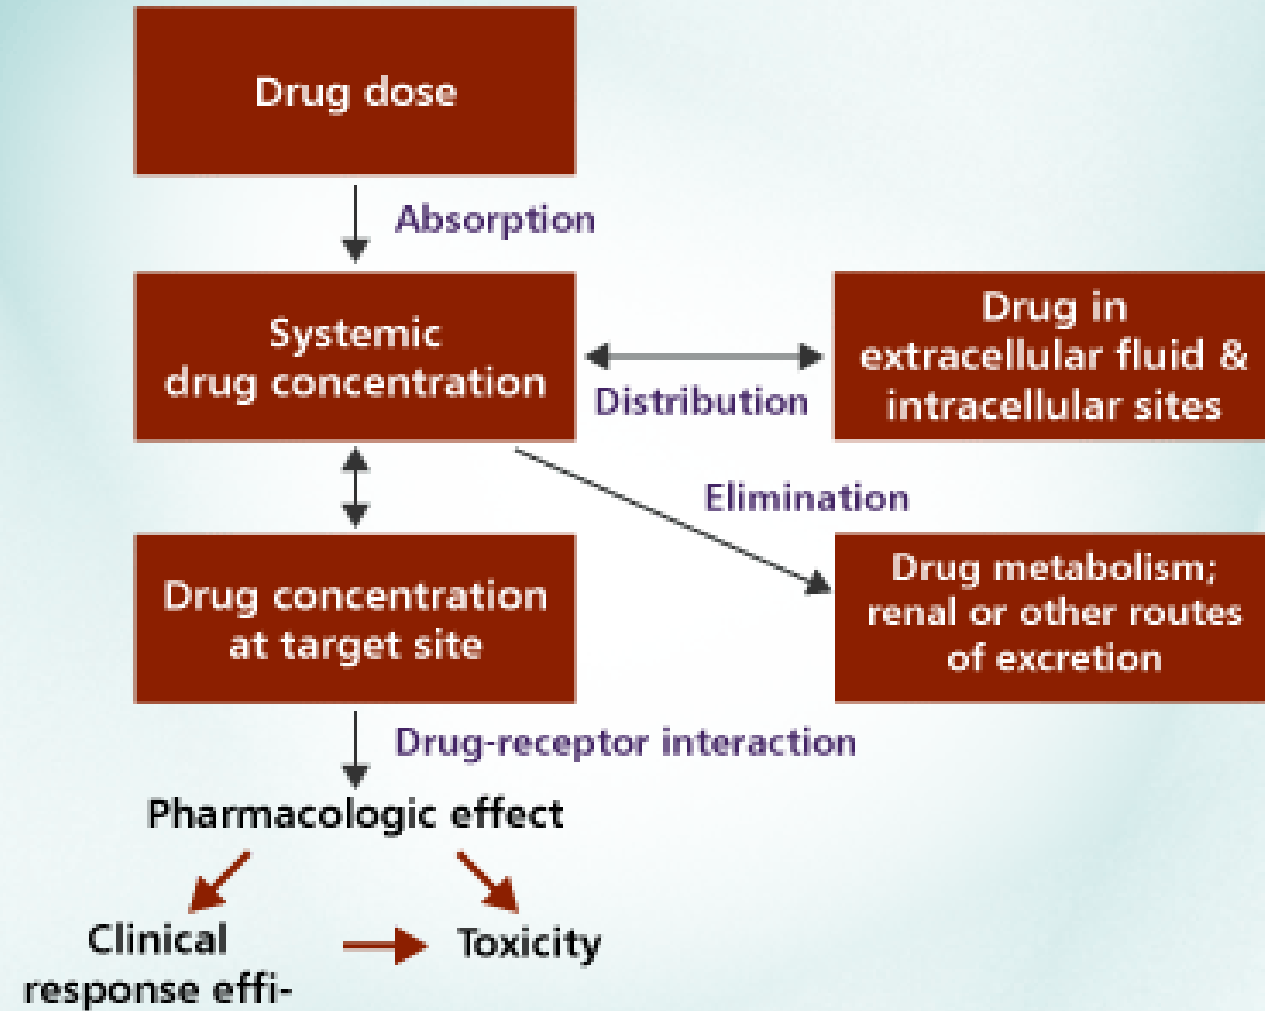 Drug dose
Absorption
Systemic
drug concentration
Distribution
Drug in
extracellular fluid &
intracellular sites
Elimination
Drug concentration
at target site
Drug metabolism;
renal or other routes
of excretion
Drug-receptor interaction
Pharmacologic effect
Clinical
response effi-
Toxicity